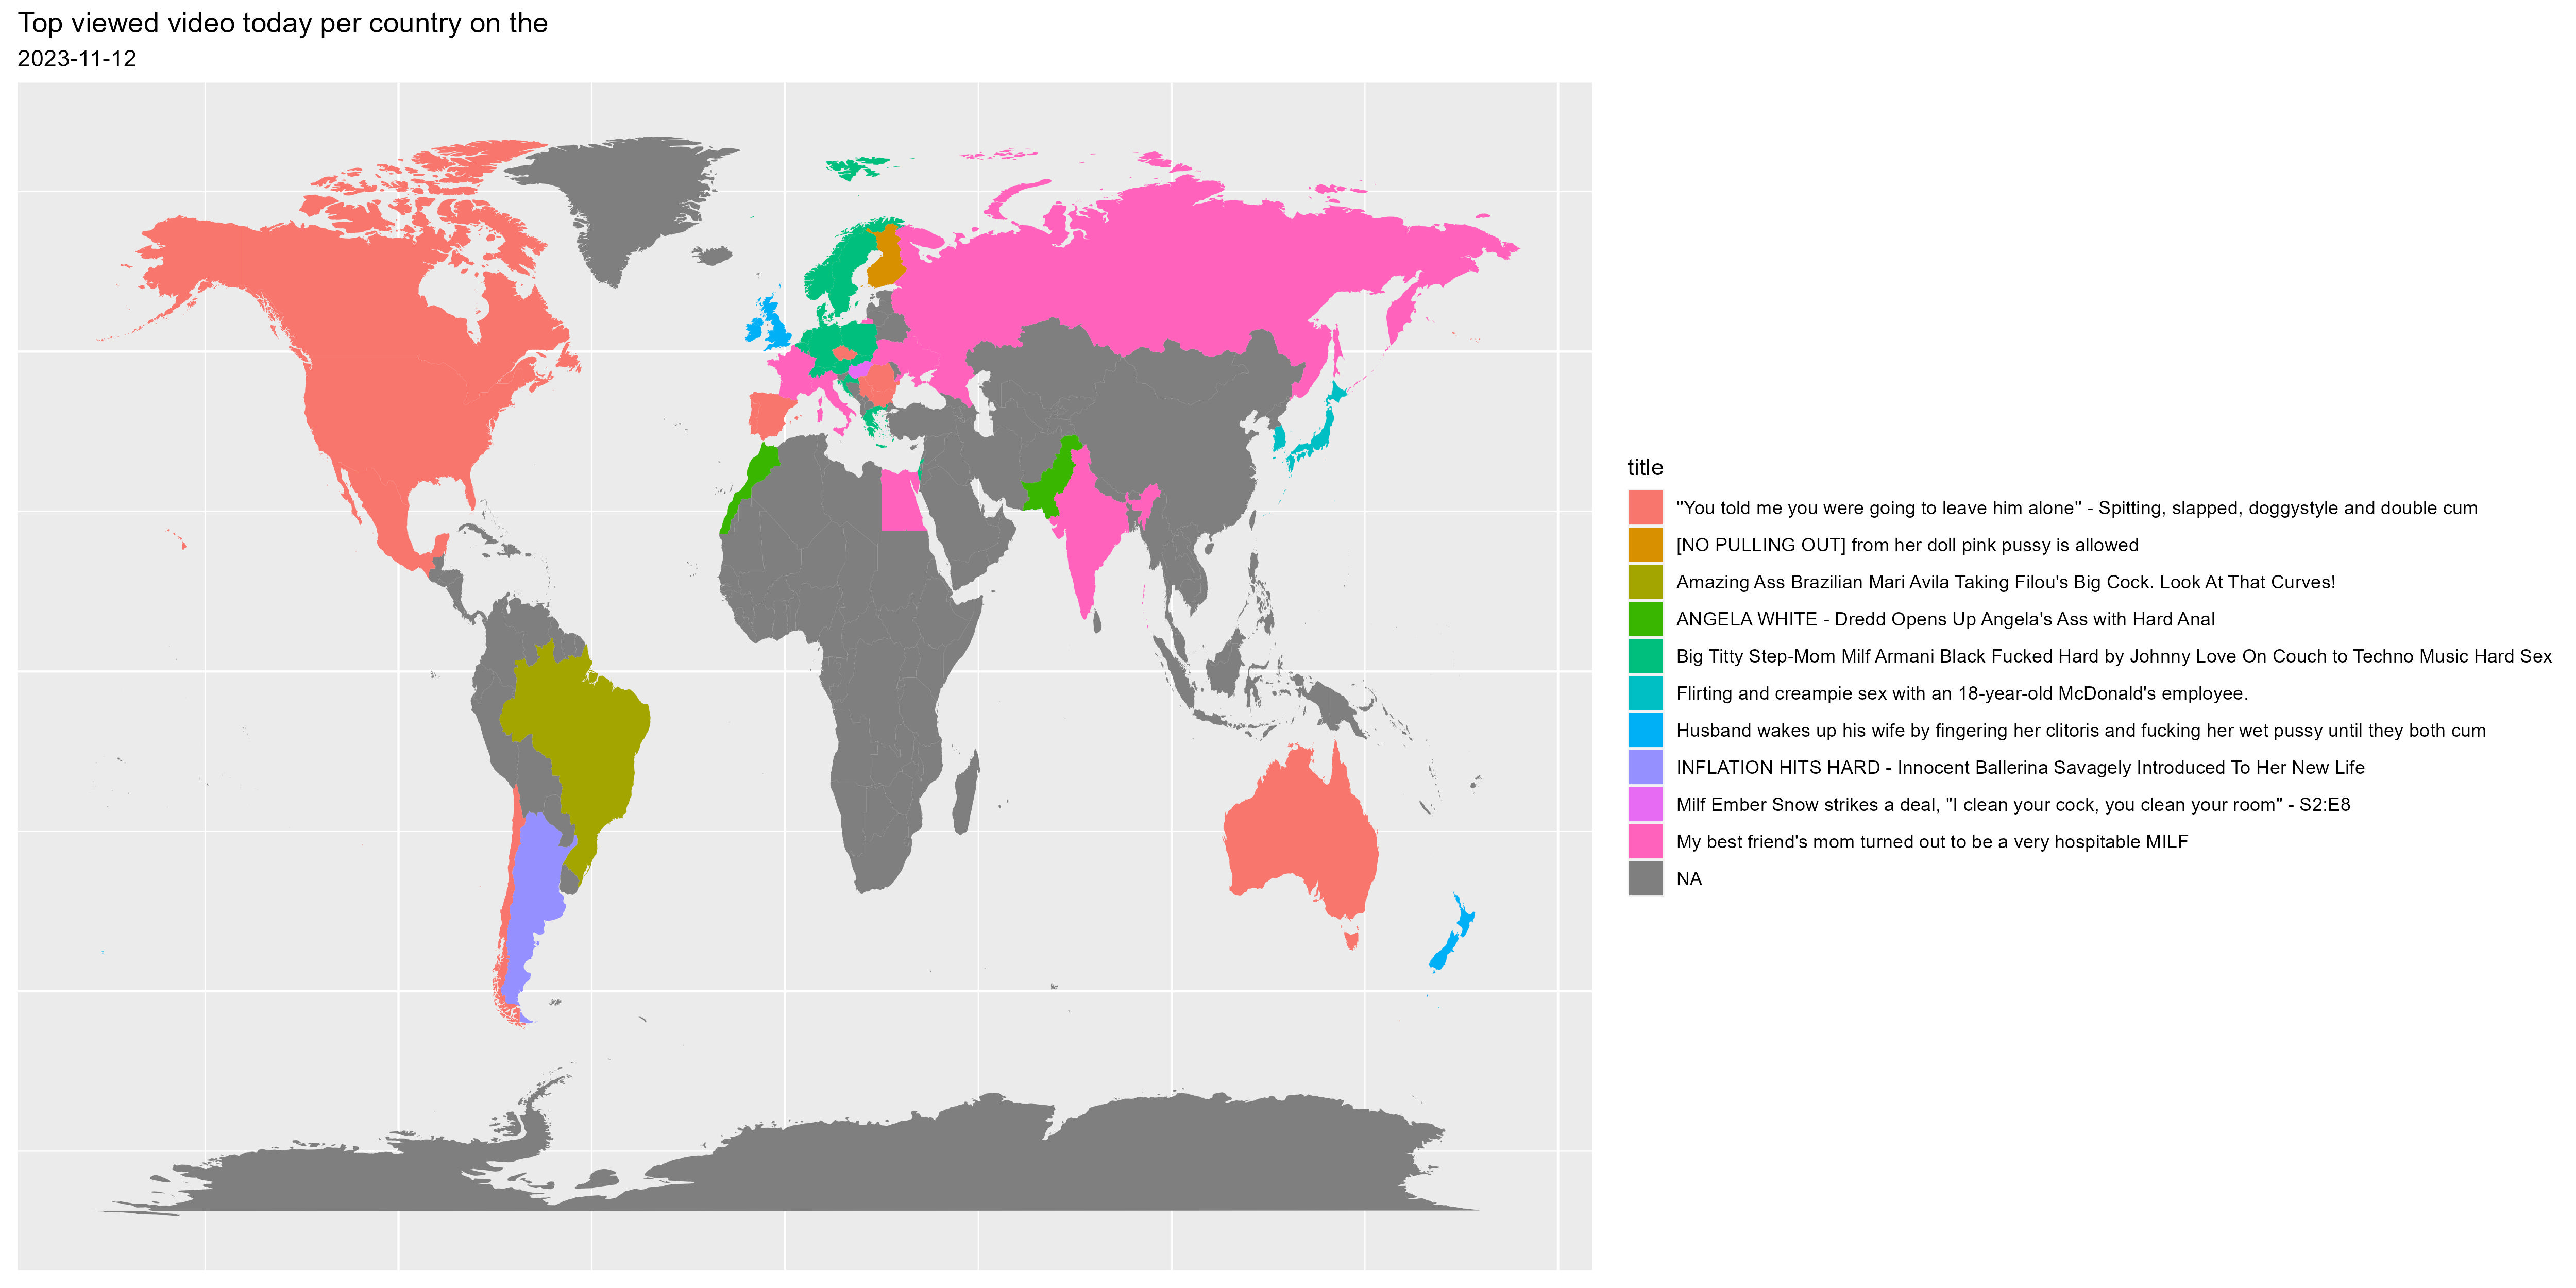 Top viewed video today per country on the
2023-11-12
title
"You told me you were going to leave him alone" - Spitting, slapped, doggystyle and double cum
[NO PULLING OUT] from her doll pink pussy is allowed
Amazing Ass Brazilian Mari Avila Taking Filou's Big Cock. Look At That Curves!
ANGELA WHITE - Dredd Opens Up Angela's Ass with Hard Anal
Big Titty Step-Mom Milf Armani Black Fucked Hard by Johnny Love On Couch to Techno Music Hard Sex
Flirting and creampie sex with an 18-year-old McDonald's employee.
Husband wakes up his wife by fingering her clitoris and fucking her wet pussy until they both cum
INFLATION HITS HARD - Innocent Ballerina Savagely Introduced To Her New Life
Milf Ember Snow strikes a deal, "I clean your cock, you clean your room" - S2:E8
My best friend's mom turned out to be a very hospitable MILF
NA